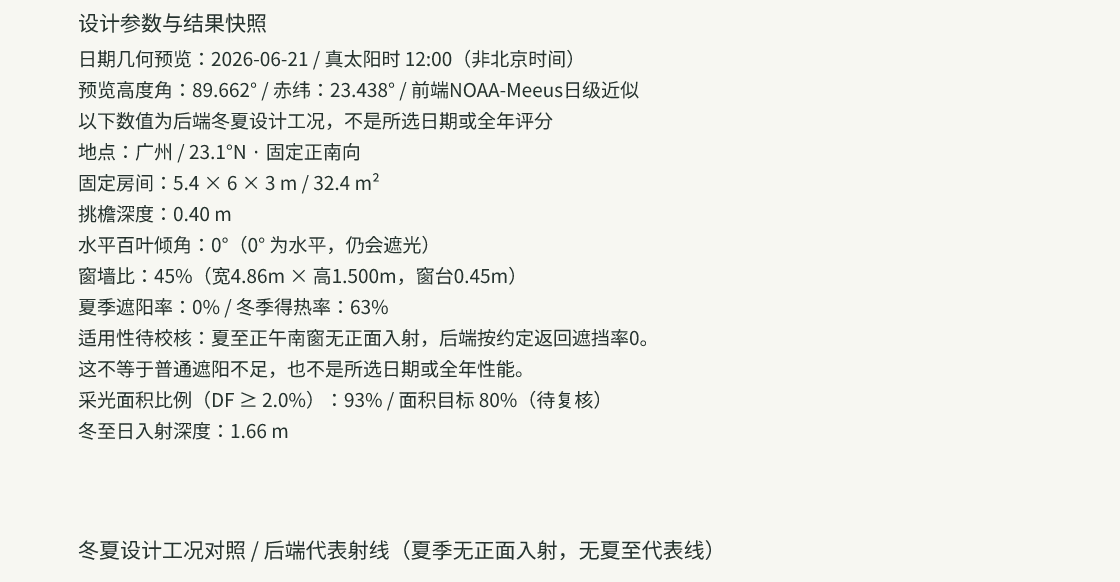 设计参数与结果快照
日期几何预览：2026-06-21 / 真太阳时 12:00（非北京时间）
预览高度角：89.662° / 赤纬：23.438° / 前端NOAA-Meeus日级近似
以下数值为后端冬夏设计工况，不是所选日期或全年评分
地点：广州 / 23.1°N · 固定正南向
固定房间：5.4 × 6 × 3 m / 32.4 m²
挑檐深度：0.40 m
水平百叶倾角：0°（0° 为水平，仍会遮光）
窗墙比：45%（宽4.86m × 高1.500m，窗台0.45m）
夏季遮阳率：0% / 冬季得热率：63%
适用性待校核：夏至正午南窗无正面入射，后端按约定返回遮挡率0。
这不等于普通遮阳不足，也不是所选日期或全年性能。
采光面积比例（DF ≥ 2.0%）：93% / 面积目标 80%（待复核）
冬至日入射深度：1.66 m
冬夏设计工况对照 / 后端代表射线（夏季无正面入射，无夏至代表线）